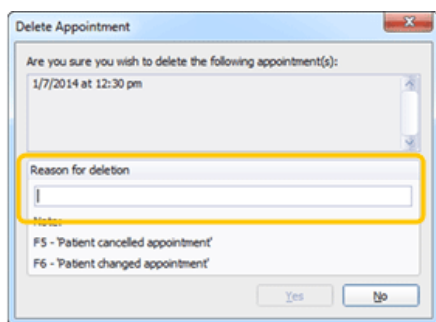 Delete Appointment
Are you sure you wish to delete the following appointment(s):
1/7/2014 at 12:30 pm
Reason for deletion
Note:
F5 - 'Patient cancelled appointment'
F6 - 'Patient changed appointment'
Yes No